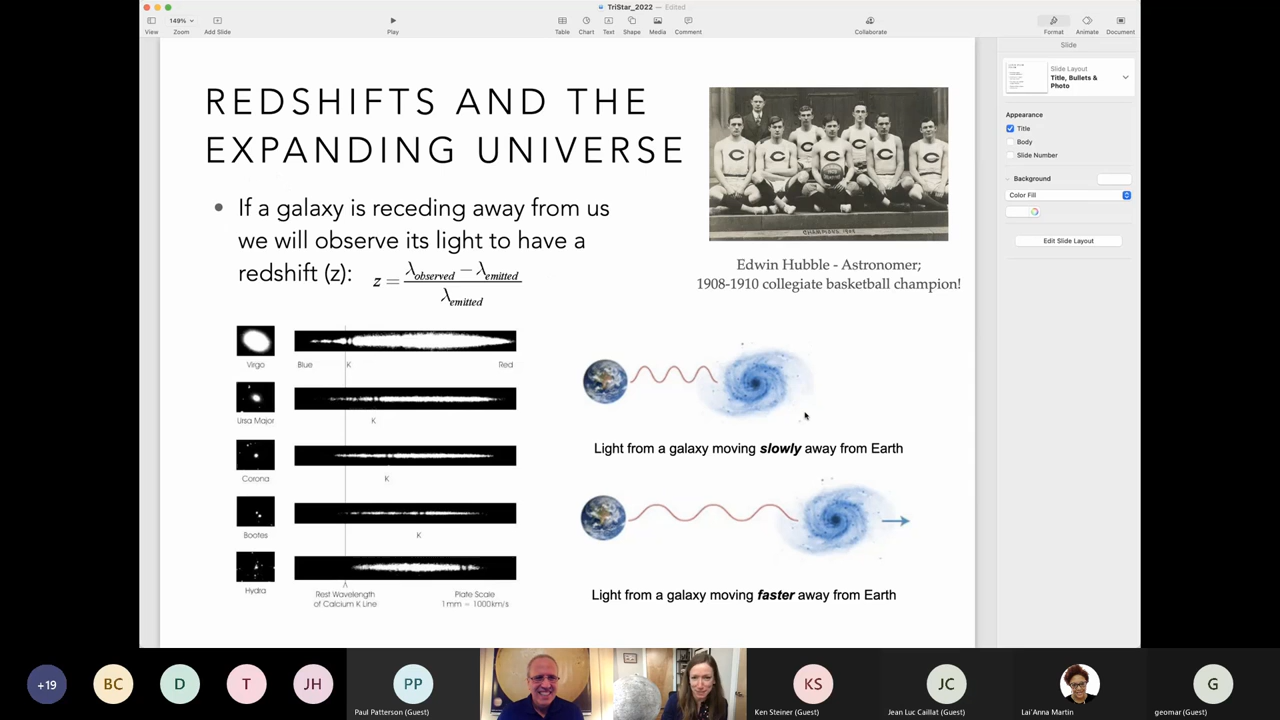 TriStar_2022 — Edited
149%
View
Zoom
Add Slide
Play
Table
Chart
Text
Shape
Media
Comment
Collaborate
Format
Animate
Document
REDSHIFTS AND THE
EXPANDING UNIVERSE
• If a galaxy is receding away from us
we will observe its light to have a
redshift (z): z = (λobserved − λemitted) / λemitted
C C C C C C
CHAMPIONS 1909
Edwin Hubble - Astronomer;
1908-1910 collegiate basketball champion!
Virgo
Blue
K
Red
Ursa Major
K
Corona
K
Bootes
K
Hydra
Rest Wavelength
of Calcium K Line
Plate Scale
1 mm = 1000km/s
Light from a galaxy moving slowly away from Earth
Light from a galaxy moving faster away from Earth
Slide
Slide Layout
Title, Bullets &
Photo
Appearance
Title
Body
Slide Number
Background
Color Fill
Edit Slide Layout
+19
BC
D
T
JH
PP
Paul Patterson (Guest)
KS
Ken Steiner (Guest)
JC
Jean Luc Caillat (Guest)
Lai'Anna Martin
G
geomar (Guest)